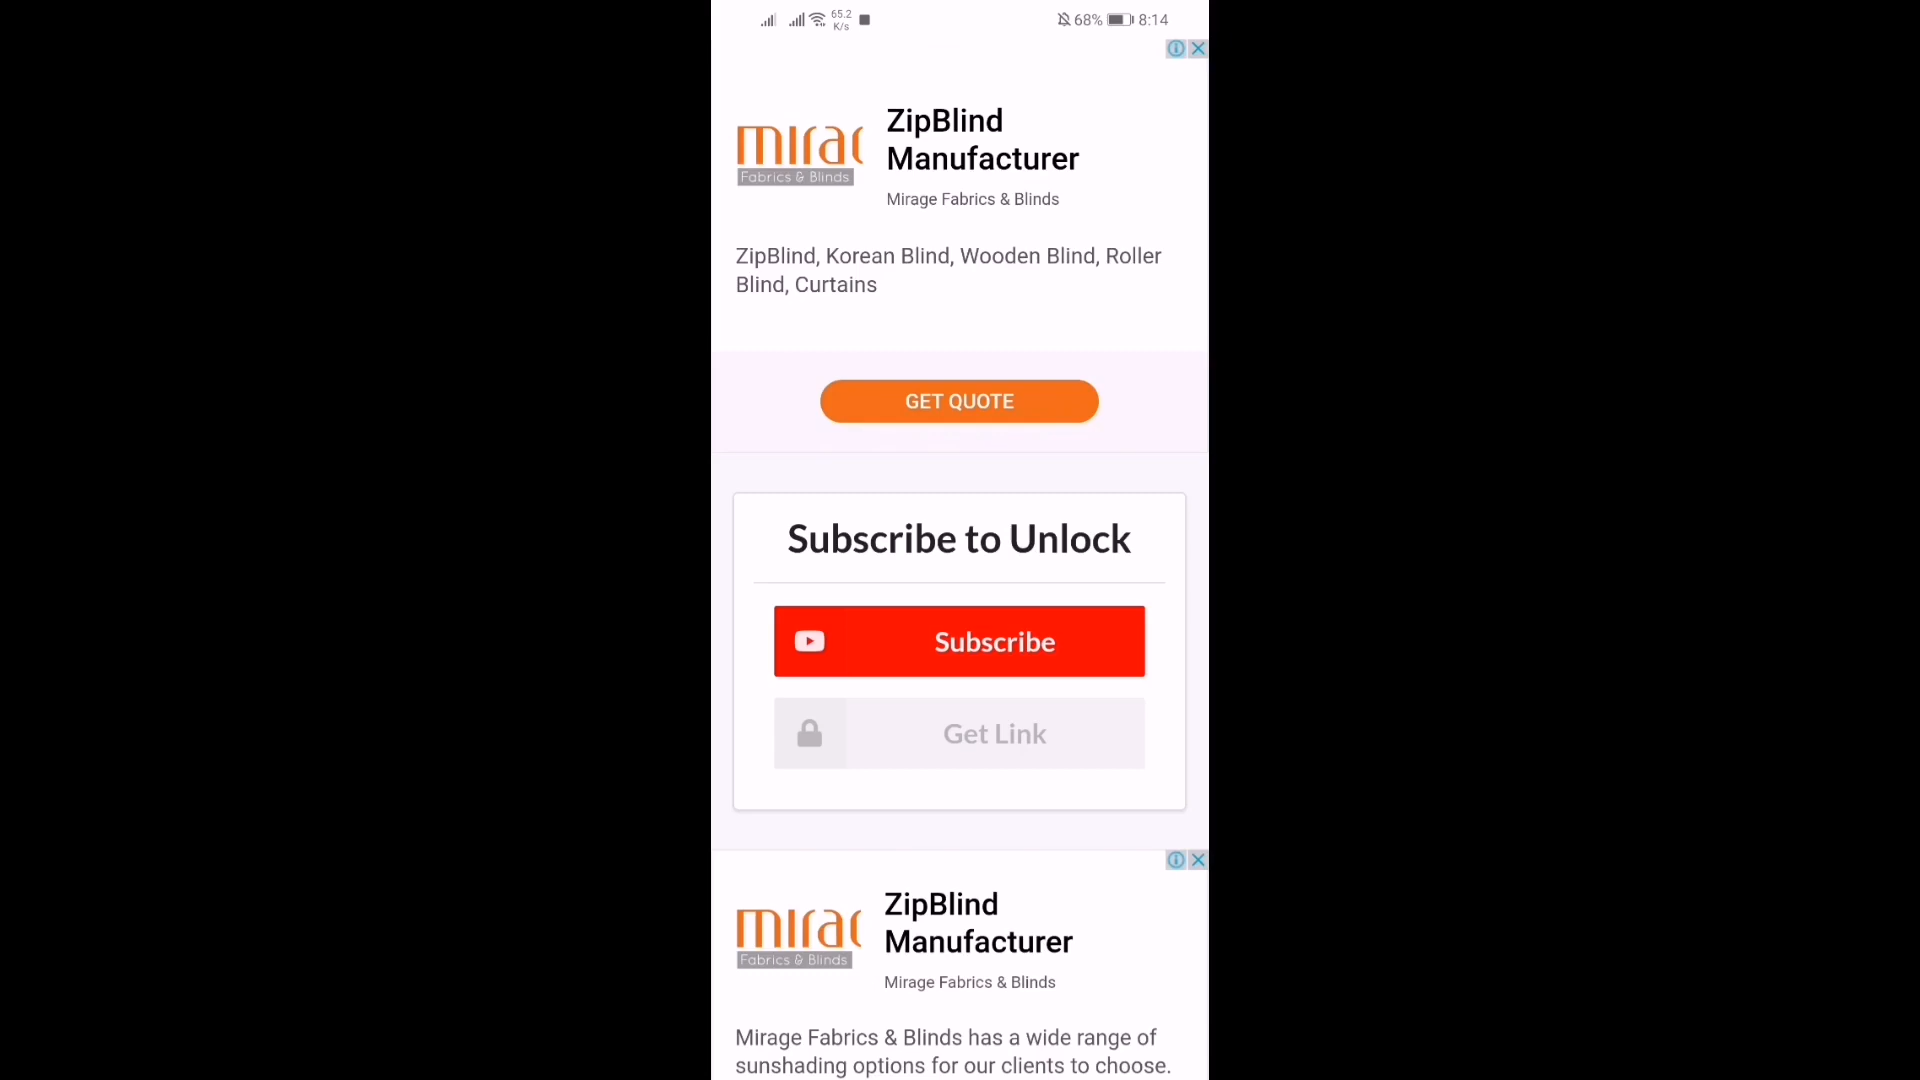 65.2
K/s
68%
8:14
ZipBlind
Manufacturer
Mirage Fabrics & Blinds
Fabrics & Blinds
ZipBlind, Korean Blind, Wooden Blind, Roller
Blind, Curtains
GET QUOTE
Subscribe to Unlock
Subscribe
Get Link
ZipBlind
Manufacturer
Mirage Fabrics & Blinds
Fabrics & Blinds
Mirage Fabrics & Blinds has a wide range of
sunshading options for our clients to choose.